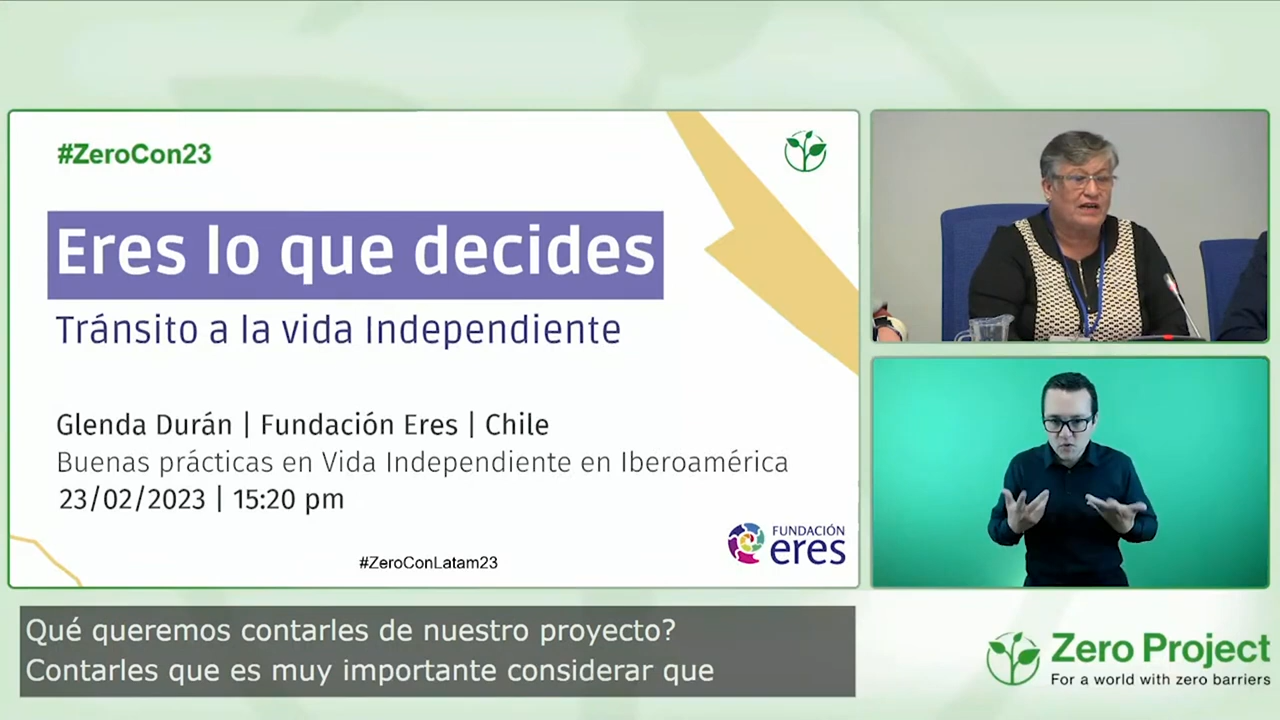 #ZeroCon23
Eres lo que decides
Tránsito a la vida Independiente
Glenda Durán | Fundación Eres | Chile
Buenas prácticas en Vida Independiente en Iberoamérica
23/02/2023 | 15:20 pm
FUNDACIÓN
eres
#ZeroConLatam23
Qué queremos contarles de nuestro proyecto?
Contarles que es muy importante considerar que
Zero Project
For a world with zero barriers